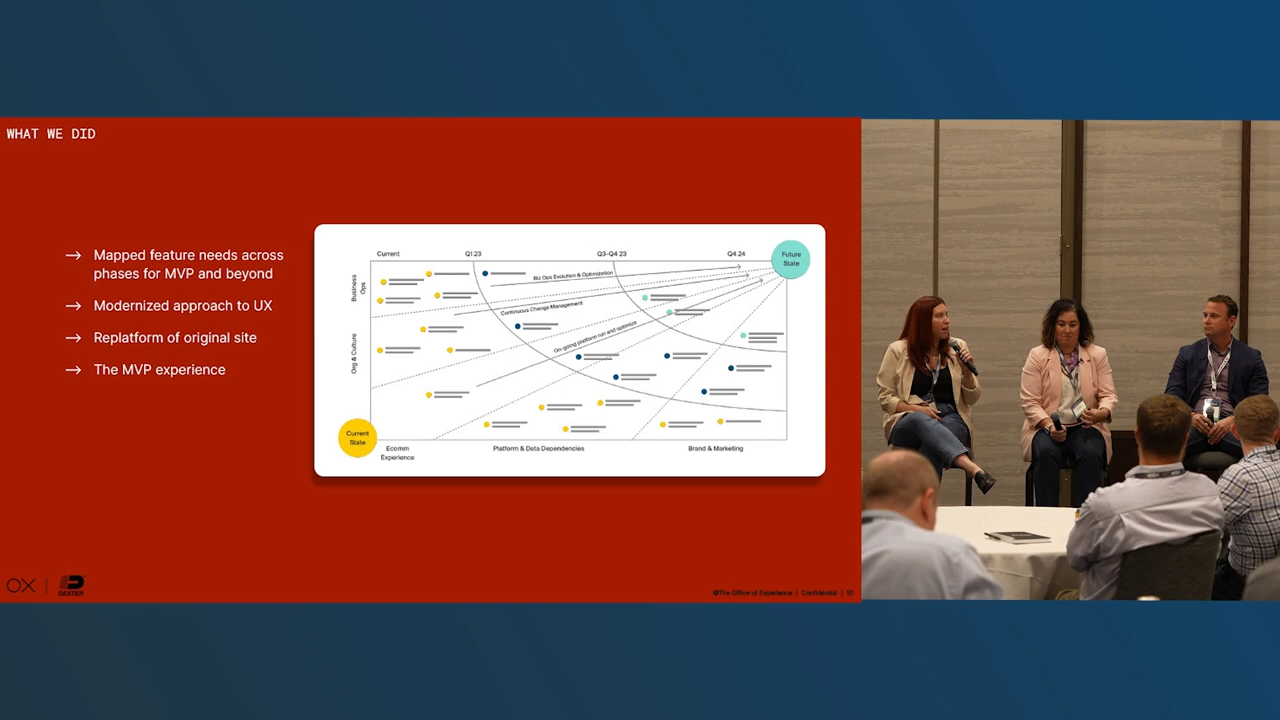 WHAT WE DID
→ Mapped feature needs across
phases for MVP and beyond
→ Modernized approach to UX
→ Replatform of original site
→ The MVP experience
Current
Q1 23
Q3-Q4 23
Q4 24
Future
State
Business
Ops
Org & Culture
Biz Ops Evolution & Optimization
Continuous Change Management
On-going platform run and optimize
Current
State
Ecomm
Experience
Platform & Data Dependencies
Brand & Marketing
OX | DEXTER
©The Office of Experience | Confidential | 10